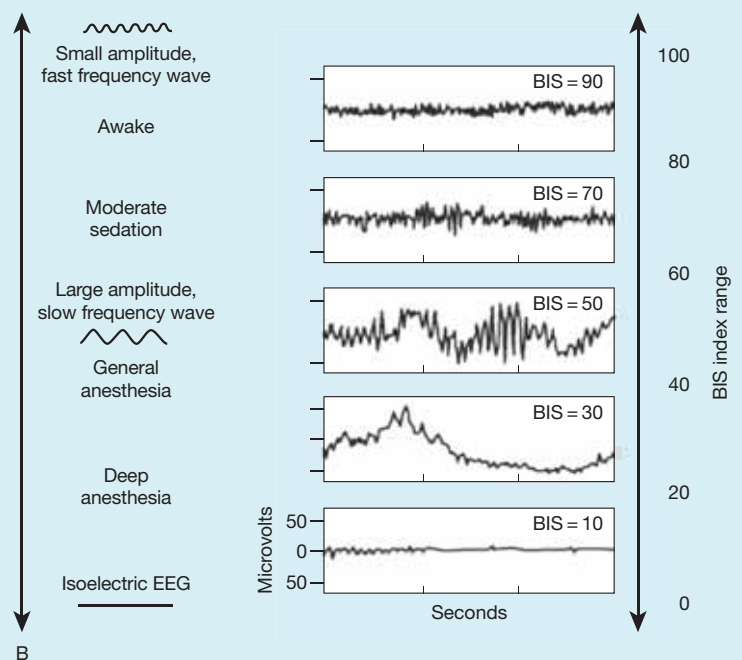 Small amplitude,
fast frequency wave
Awake
Moderate
sedation
Large amplitude,
slow frequency wave
General
anesthesia
Deep
anesthesia
Isoelectric EEG
B
BIS = 90
BIS = 70
BIS = 50
BIS = 30
BIS = 10
Microvolts
50
0
50
Seconds
100
80
60
40
20
0
BIS index range